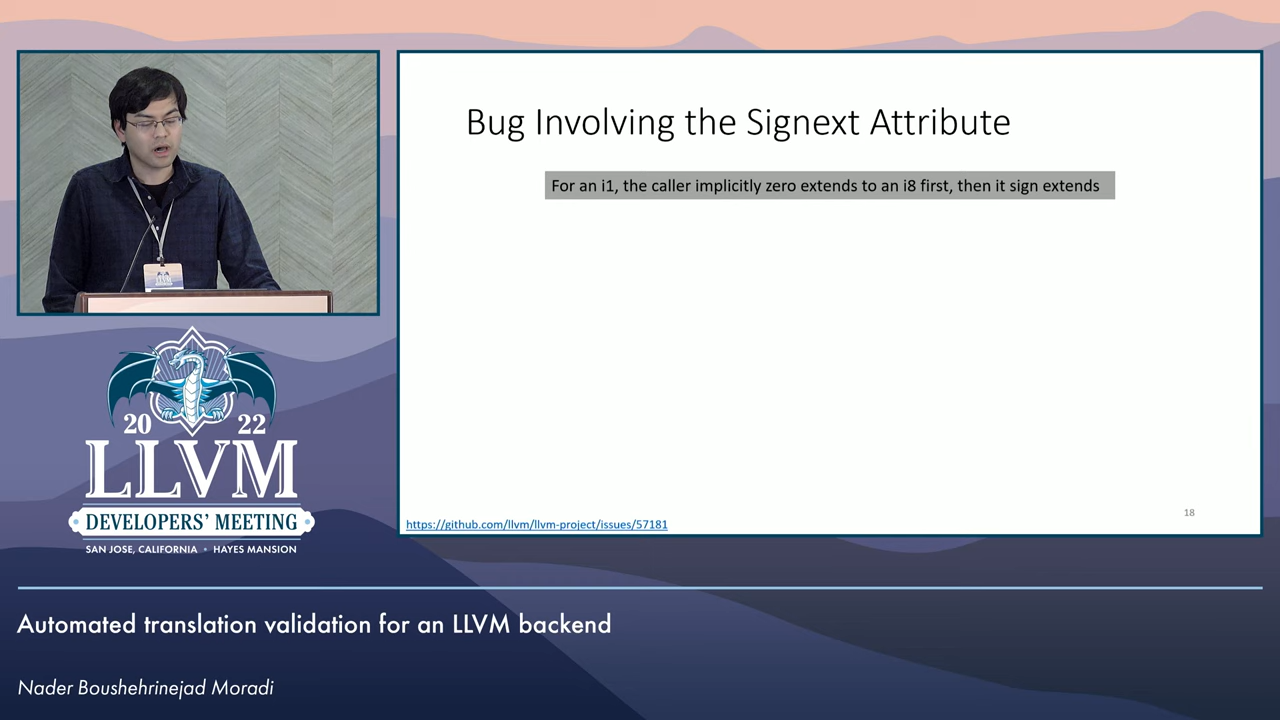 Bug Involving the Signext Attribute
For an i1, the caller implicitly zero extends to an i8 first, then it sign extends
https://github.com/llvm/llvm-project/issues/57181
18
20 22
LLVM
DEVELOPERS' MEETING
SAN JOSE, CALIFORNIA • HAYES MANSION
Automated translation validation for an LLVM backend
Nader Boushehrinejad Moradi